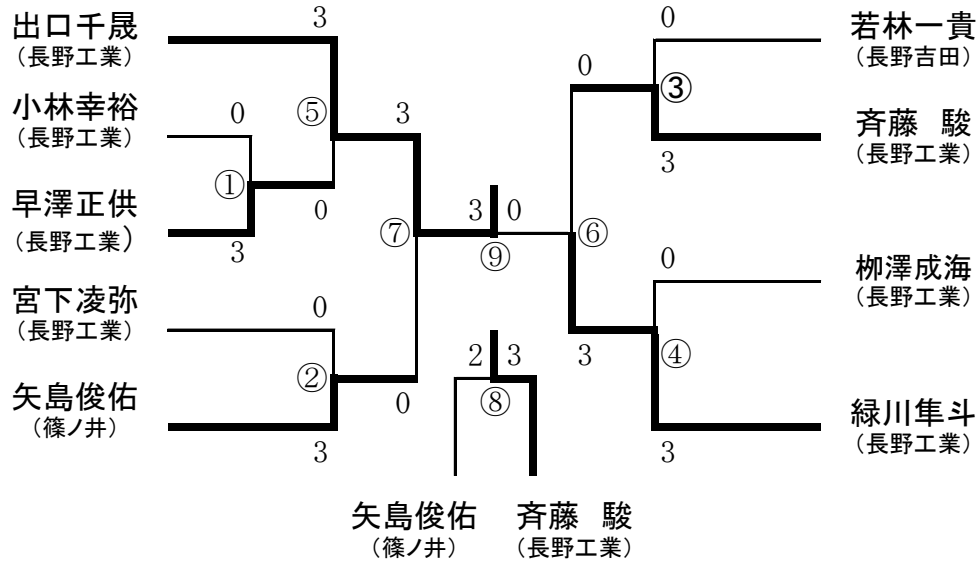 出口千晟
(長野工業)
小林幸裕
(長野工業)
早澤正供
(長野工業)
宮下凌弥
(長野工業)
矢島俊佑
(篠ノ井)
3
0
⑤
3
①
0
3
⑦
0
②
0
3
3 0
⑨
2 3
⑧
0
0
③
3
⑥
0
3
④
3
若林一貴
(長野吉田)
斉藤 駿
(長野工業)
栁澤成海
(長野工業)
緑川隼斗
(長野工業)
矢島俊佑 斉藤 駿
(篠ノ井) (長野工業)